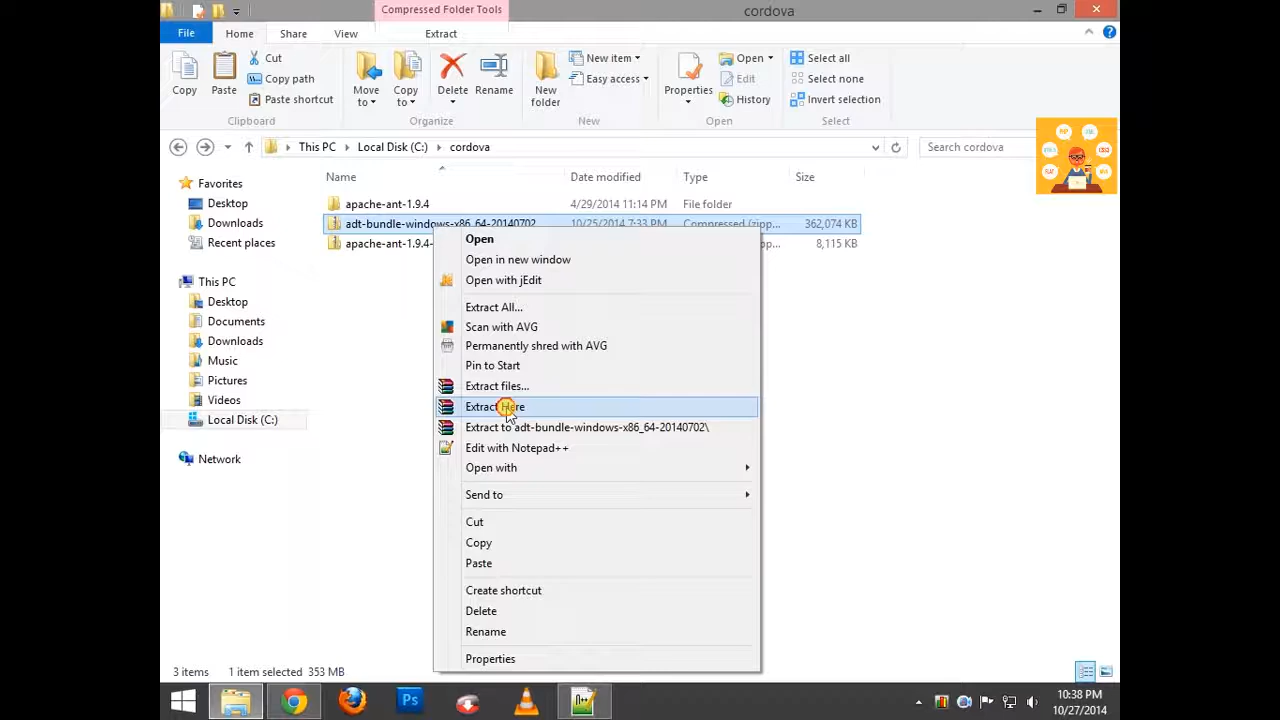 Compressed Folder Tools
cordova
File Home Share View Extract
Copy
Paste
Cut
Copy path
Paste shortcut
Clipboard
Move to
Copy to
Delete
Rename
Organize
New folder
New item
Easy access
New
Properties
Open
Edit
History
Open
Select all
Select none
Invert selection
Select
This PC Local Disk (C:) cordova
Search cordova
Name Date modified Type Size
Favorites
Desktop
Downloads
Recent places
This PC
Desktop
Documents
Downloads
Music
Pictures
Videos
Local Disk (C:)
Network
apache-ant-1.9.4 4/29/2014 11:14 PM File folder
adt-bundle-windows-x86_64-20140702 10/25/2014 7:33 PM Compressed (zipp... 362,074 KB
apache-ant-1.9.4- zipp... 8,115 KB
Open
Open in new window
Open with jEdit
Extract All...
Scan with AVG
Permanently shred with AVG
Pin to Start
Extract files...
Extract Here
Extract to adt-bundle-windows-x86_64-20140702\
Edit with Notepad++
Open with
Send to
Cut
Copy
Paste
Create shortcut
Delete
Rename
Properties
3 items 1 item selected 353 MB
Ps
10:38 PM
10/27/2014